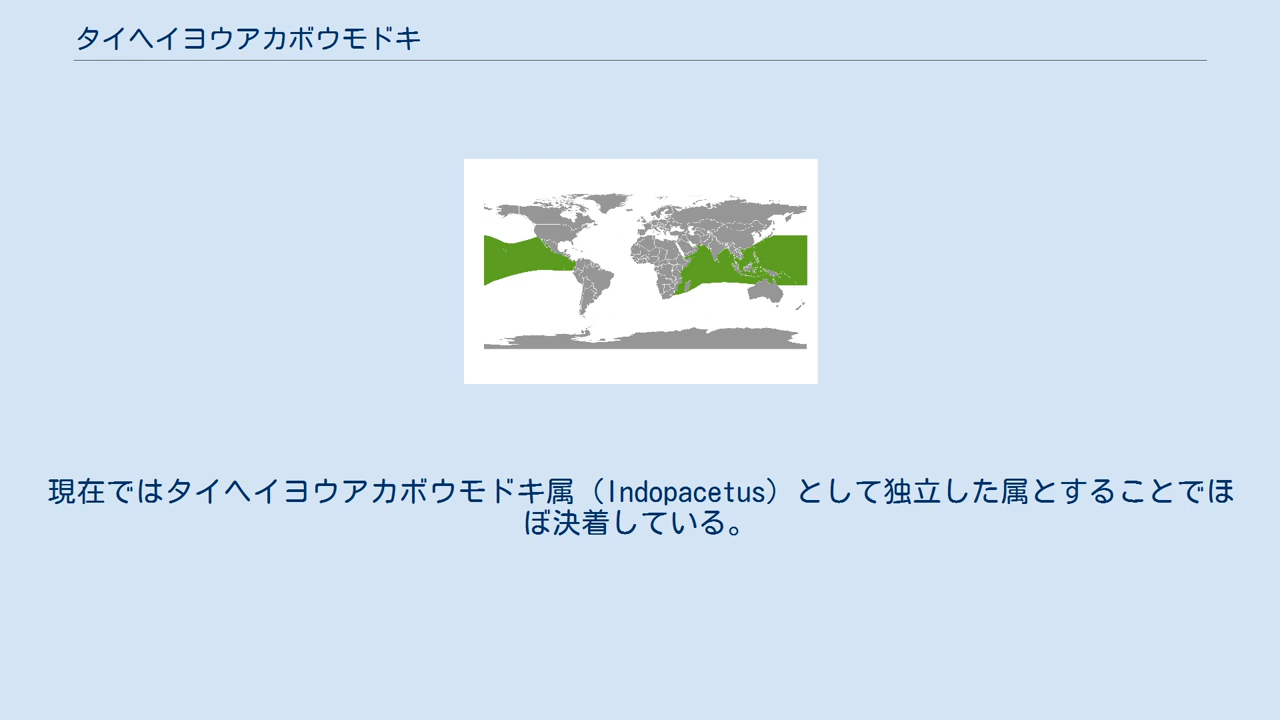 タイヘイヨウアカボウモドキ
現在ではタイヘイヨウアカボウモドキ属（Indopacetus）として独立した属とすることでほ
ぼ決着している。